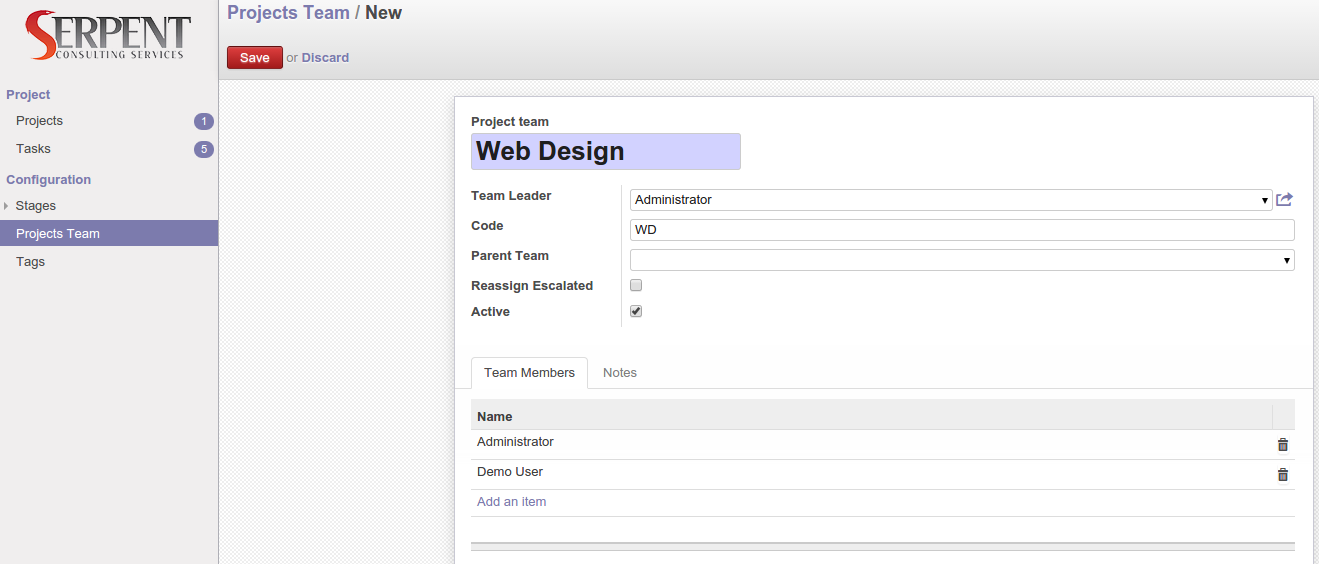 SERPENT
CONSULTING SERVICES
Project
Projects 1
Tasks 5
Configuration
Stages
Projects Team
Tags
Projects Team / New
Save or Discard
Project team
Web Design
Team Leader Administrator
Code WD
Parent Team
Reassign Escalated
Active
Team Members Notes
Name
Administrator
Demo User
Add an item